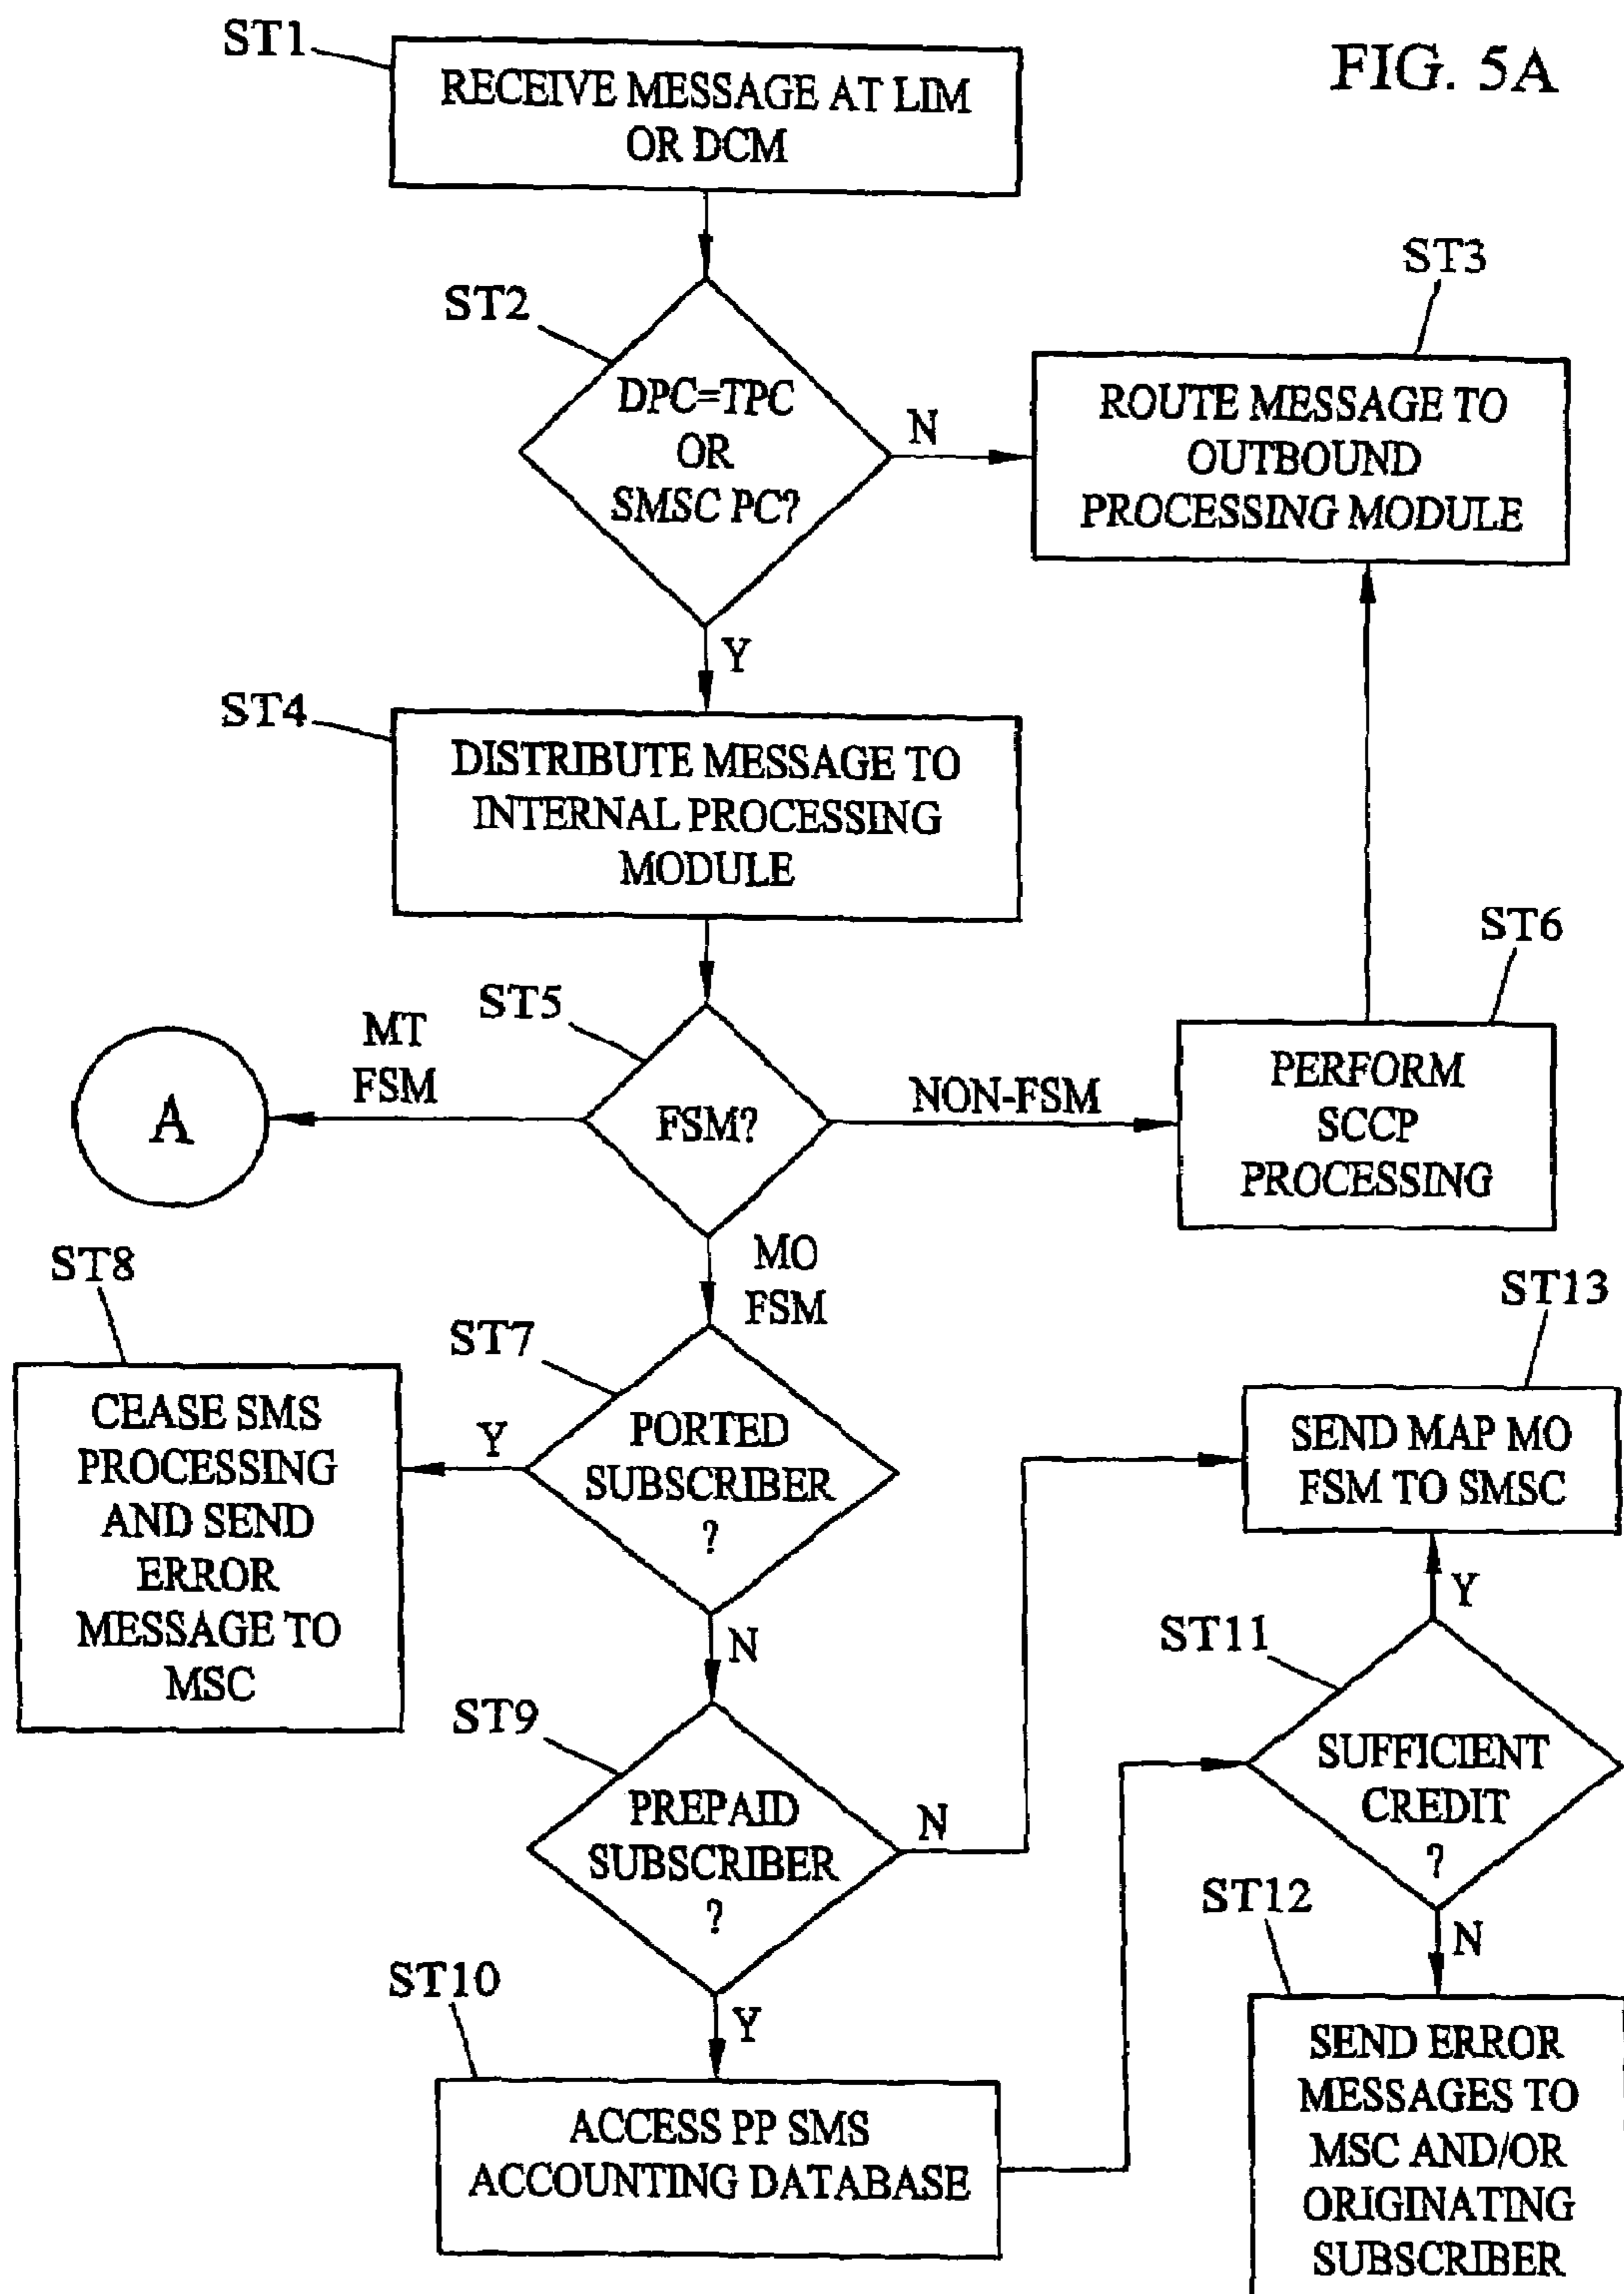 FIG. 5A
ST1
RECEIVE MESSAGE AT LIM
OR DCM
ST2
DPC=TPC
OR
SMSC PC?
N
ST3
ROUTE MESSAGE TO
OUTBOUND
PROCESSING MODULE
Y
ST4
DISTRIBUTE MESSAGE TO
INTERNAL PROCESSING
MODULE
ST5
FSM?
MT
FSM
A
NON-FSM
ST6
PERFORM
SCCP
PROCESSING
MO
FSM
ST7
PORTED
SUBSCRIBER
?
Y
ST8
CEASE SMS
PROCESSING
AND SEND
ERROR
MESSAGE TO
MSC
N
ST9
PREPAID
SUBSCRIBER
?
N
ST13
SEND MAP MO
FSM TO SMSC
Y
ST11
SUFFICIENT
CREDIT
?
N
ST12
SEND ERROR
MESSAGES TO
MSC AND/OR
ORIGINATING
SUBSCRIBER
Y
ST10
ACCESS PP SMS
ACCOUNTING DATABASE